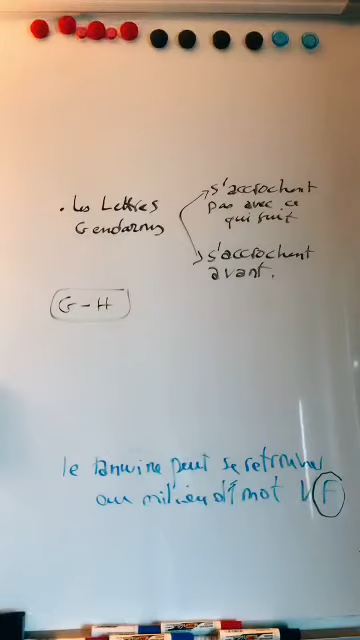 . Les Lettres
Gendarms
s'accrochent
pas avec ce
qui suit
s'accrochent
avant.
G - H
le tanwine peut se retrouver
au milieu d'1 mot V F